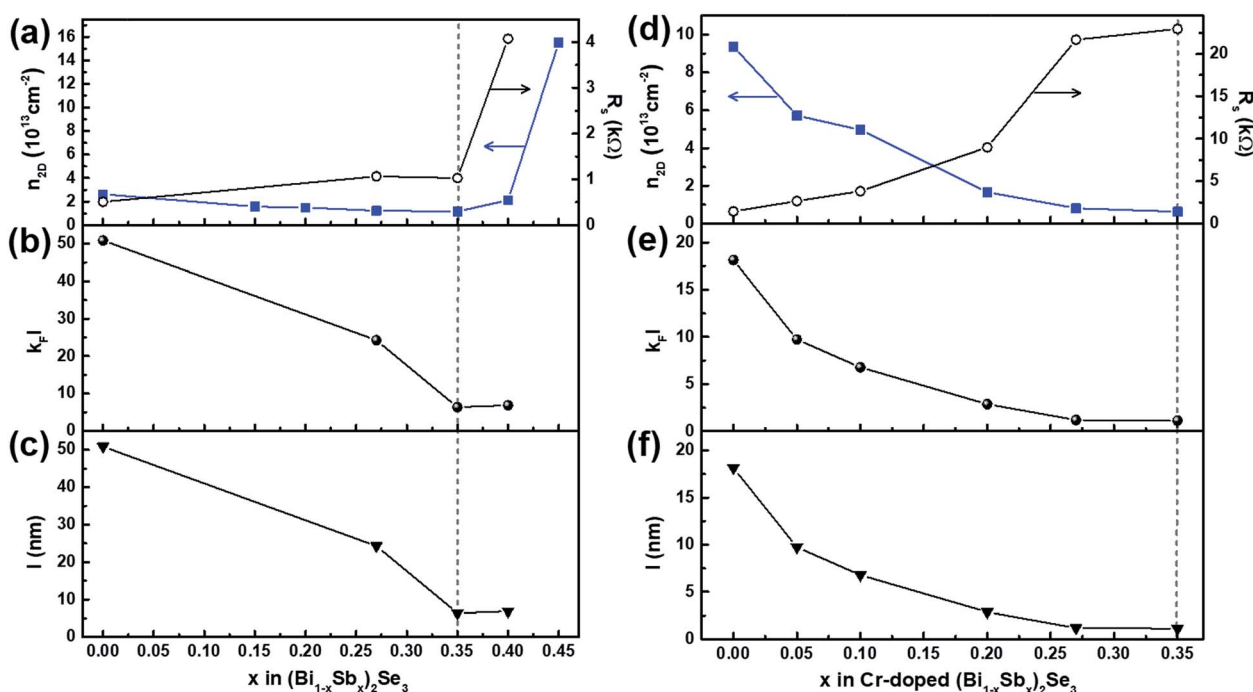 (a)
16
14
12
10
8
6
4
2
n2D (10^13cm^-2)
4
3
2
1
0
Rs (kΩ)
(b)
50
40
30
20
10
0
kFl
(c)
50
40
30
20
10
0
l (nm)
0.00 0.05 0.10 0.15 0.20 0.25 0.30 0.35 0.40 0.45
x in (Bi1-xSbx)2Se3
(d)
10
8
6
4
2
0
n2D (10^13cm^-2)
20
15
10
5
0
Rs (kΩ)
(e)
20
15
10
5
0
kFl
(f)
20
15
10
5
0
l (nm)
0.00 0.05 0.10 0.15 0.20 0.25 0.30 0.35
x in Cr-doped (Bi1-xSbx)2Se3